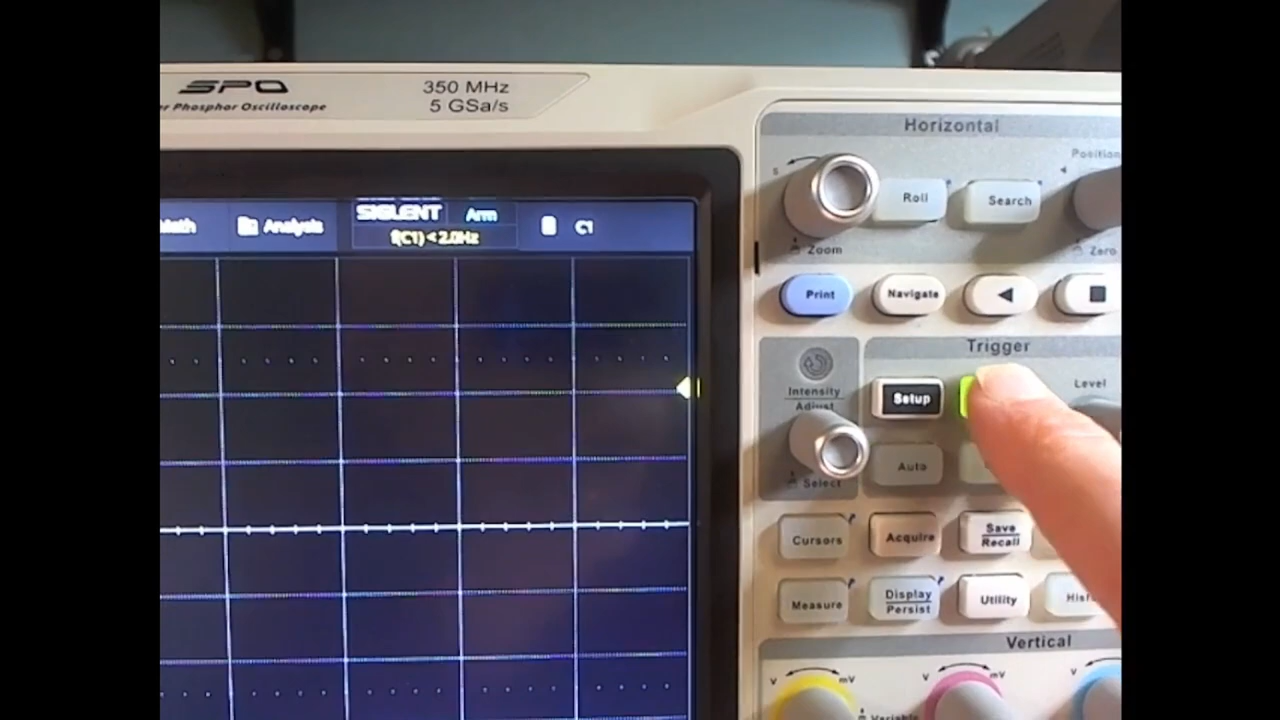 SPO
350 MHz
Phosphor Oscilloscope
5 GSa/s
Horizontal
Position
Roll
Search
Zoom
Zero
Analysis
SIGLENT
Arm
C1
f(C1) < 2.0Hz
Print
Navigate
Trigger
Intensity
Adjust
Level
Setup
Auto
Select
Cursors
Acquire
Save
Recall
Measure
Display
Persist
Utility
Vertical
V
mV
V
mV
V
Variable